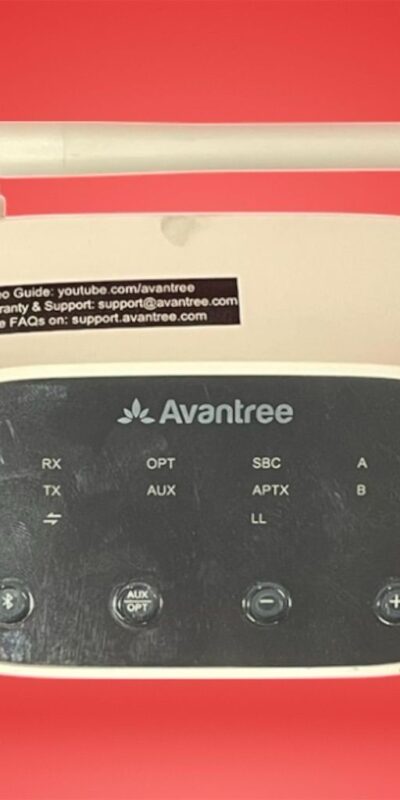 eo Guide: youtube.com/avantree
ranty & Support: support@avantree.com
e FAQs on: support.avantree.com
Avantree
RX OPT SBC A
TX AUX APTX B
⇋ LL
AUX
OPT
− +